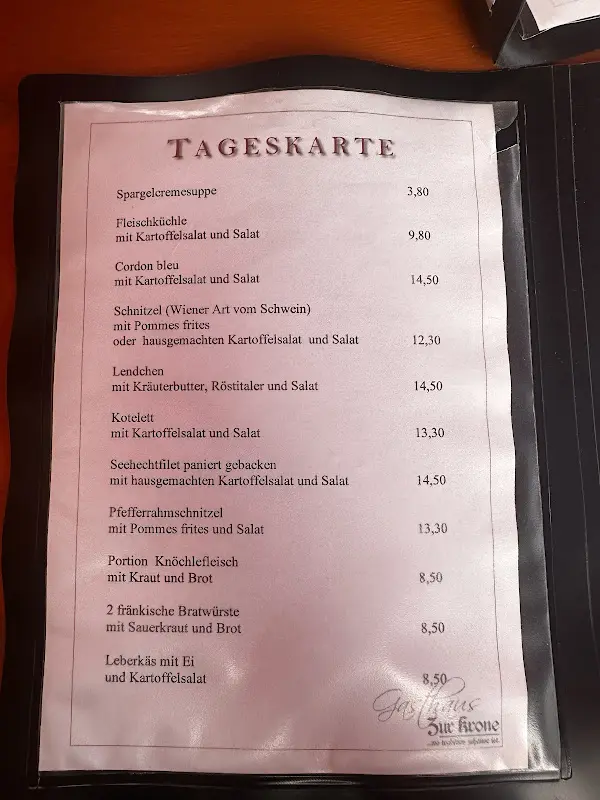 TAGESKARTE
Spargelcremesuppe 3,80
Fleischküchle
mit Kartoffelsalat und Salat 9,80
Cordon bleu
mit Kartoffelsalat und Salat 14,50
Schnitzel (Wiener Art vom Schwein)
mit Pommes frites
oder hausgemachten Kartoffelsalat und Salat 12,30
Lendchen
mit Kräuterbutter, Röstitaler und Salat 14,50
Kotelett
mit Kartoffelsalat und Salat 13,30
Seehechtfilet paniert gebacken
mit hausgemachten Kartoffelsalat und Salat 14,50
Pfefferrahmschnitzel
mit Pommes frites und Salat 13,30
Portion Knöchlefleisch
mit Kraut und Brot 8,50
2 fränkische Bratwürste
mit Sauerkraut und Brot 8,50
Leberkäs mit Ei
und Kartoffelsalat 8,50
Gasthaus
Zur Krone